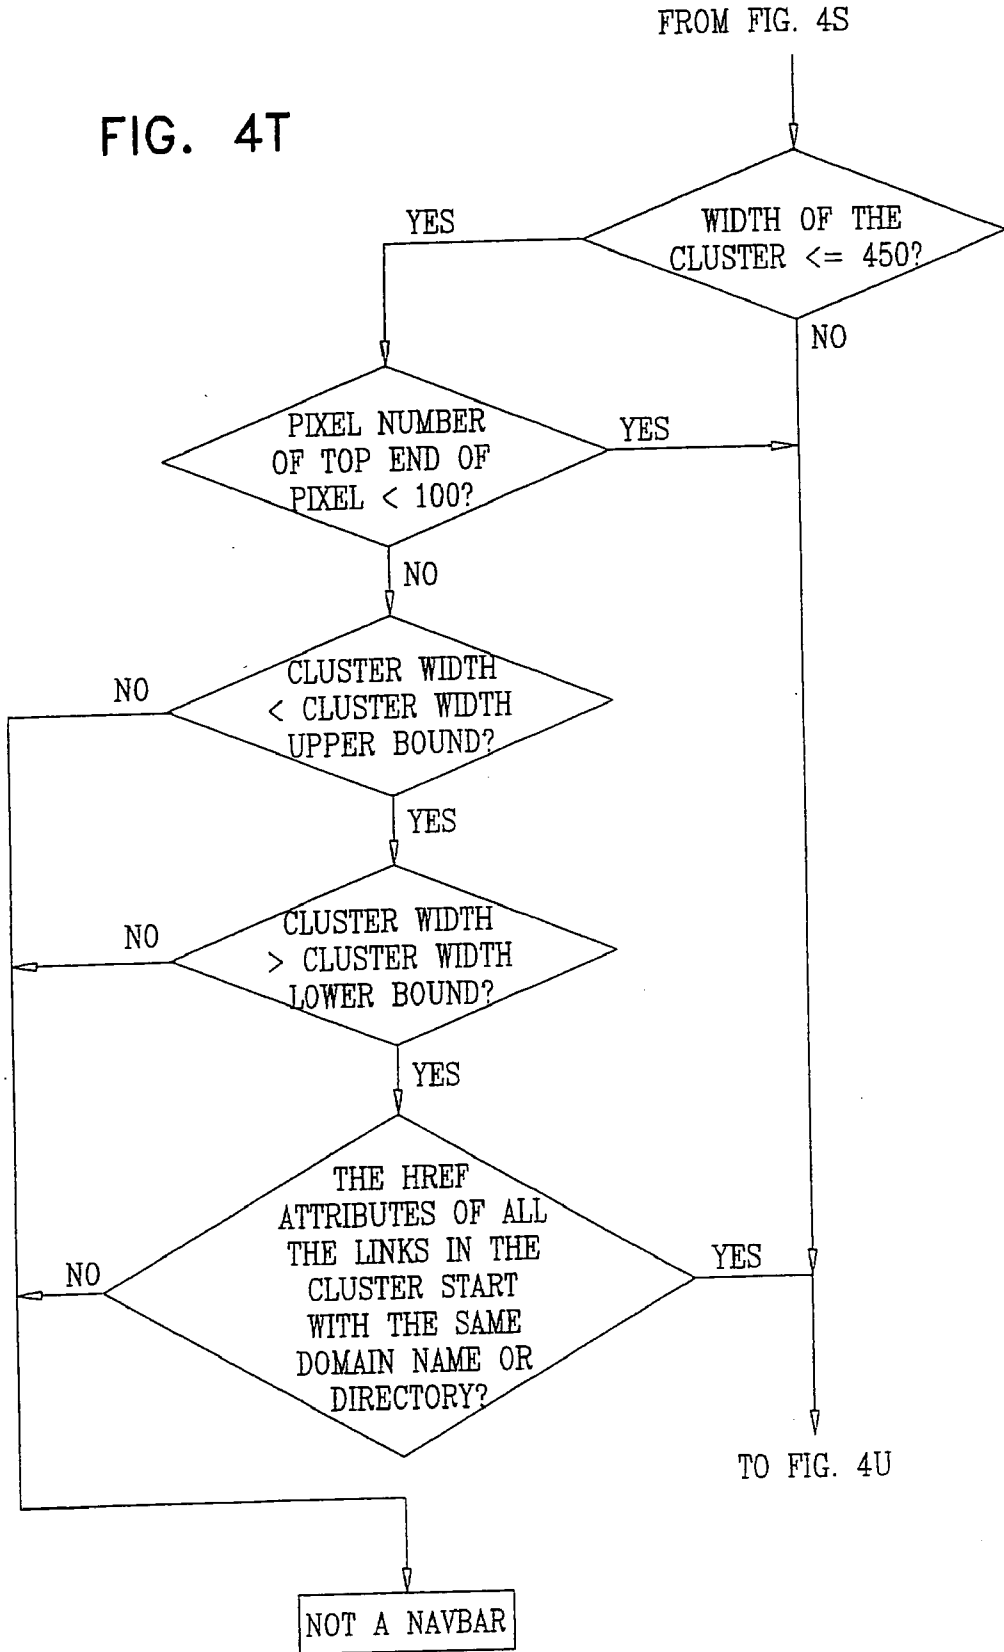 FROM FIG. 4S
FIG. 4T
WIDTH OF THE
CLUSTER <= 450?
YES
NO
PIXEL NUMBER
OF TOP END OF
PIXEL < 100?
YES
NO
CLUSTER WIDTH
< CLUSTER WIDTH
UPPER BOUND?
NO
YES
CLUSTER WIDTH
> CLUSTER WIDTH
LOWER BOUND?
NO
YES
THE HREF
ATTRIBUTES OF ALL
THE LINKS IN THE
CLUSTER START
WITH THE SAME
DOMAIN NAME OR
DIRECTORY?
NO
YES
TO FIG. 4U
NOT A NAVBAR